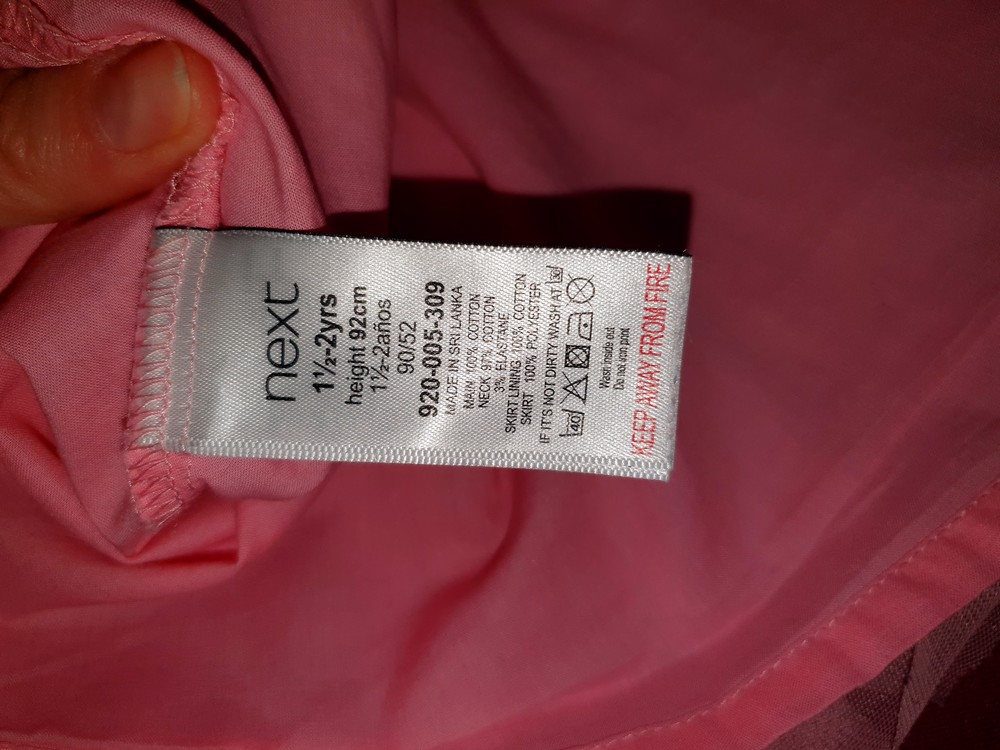 next
1½-2yrs
height 92cm
1½-2años
90/52
920-005-309
MADE IN SRI LANKA
MAIN 100% COTTON
NECK 97% COTTON
3% ELASTANE
SKIRT LINING 100% COTTON
SKIRT 100% POLYESTER
IF IT'S NOT DIRTY WASH AT 30
40
Wash inside out
Do not iron print
KEEP AWAY FROM FIRE